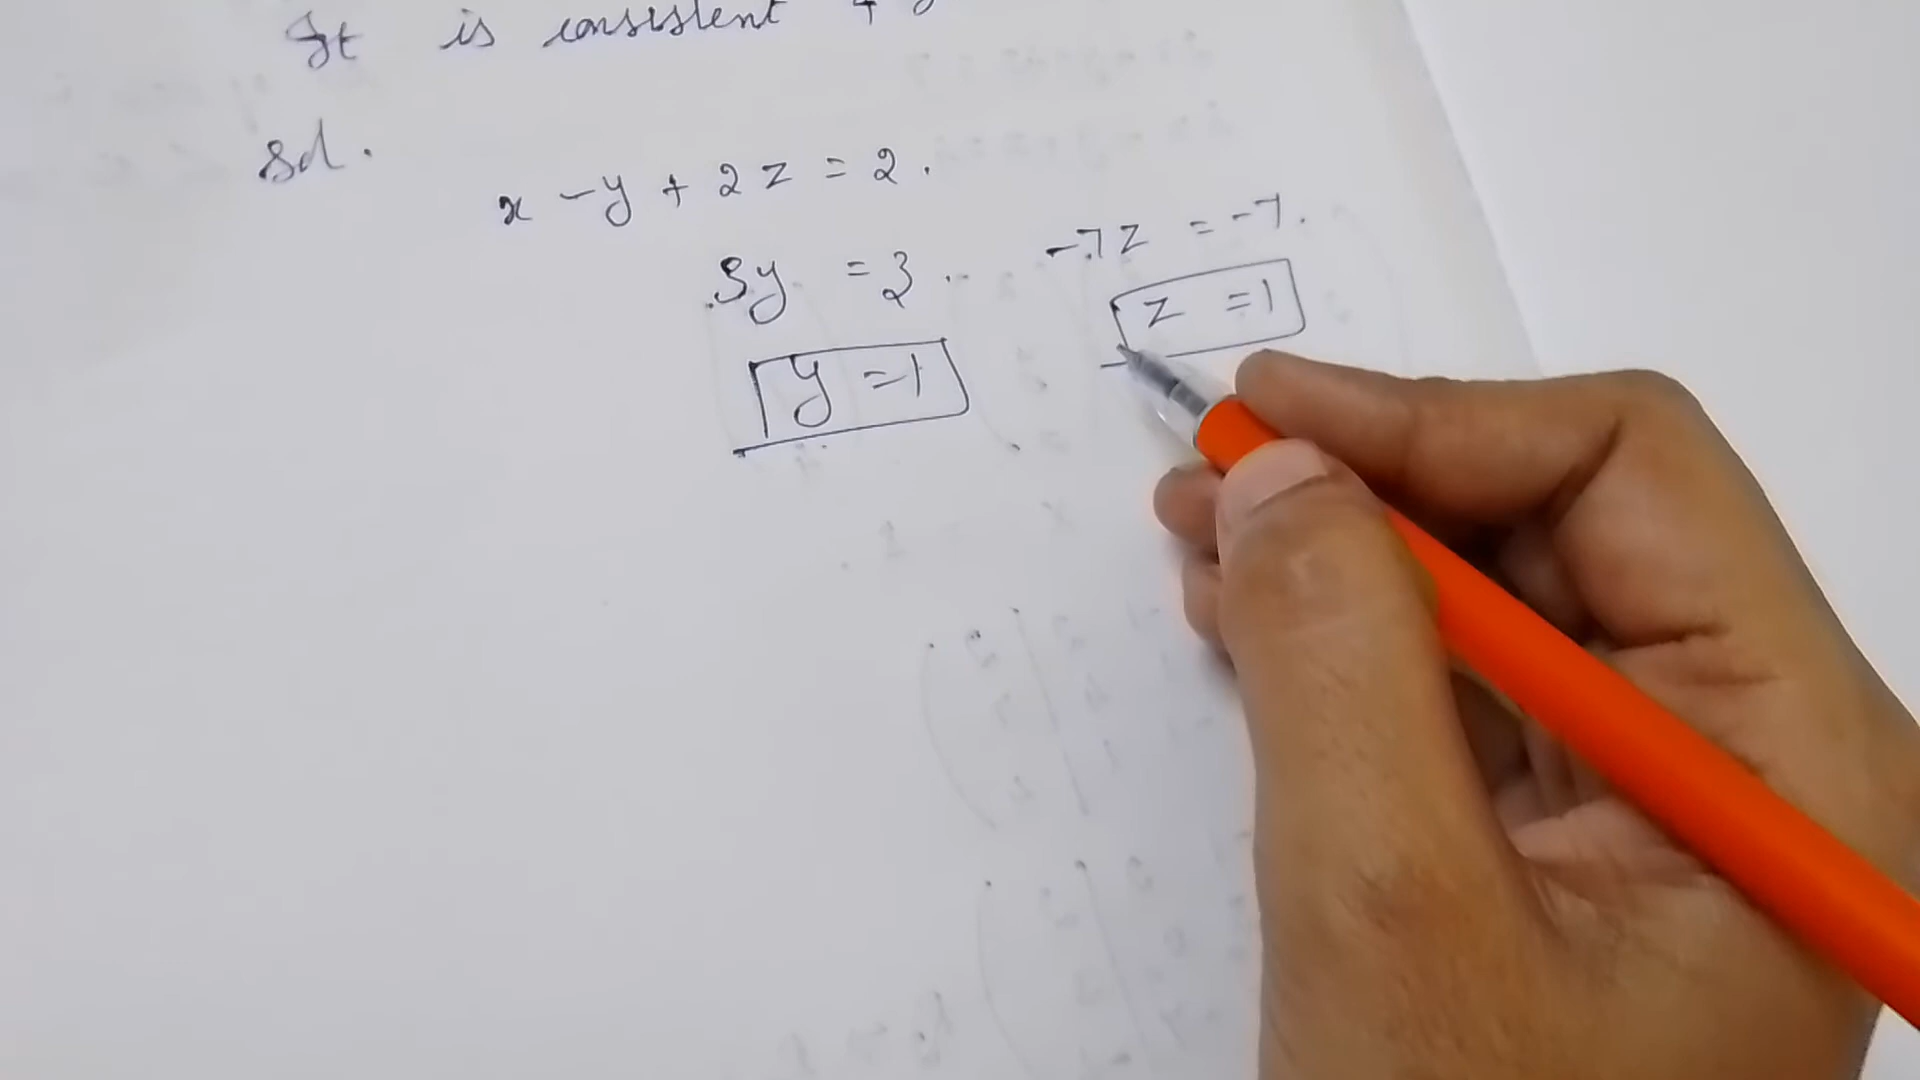 It is consistent
Sol.
x - y + 2z = 2.
3y = 3. -7z = -7.
y = 1 z = 1